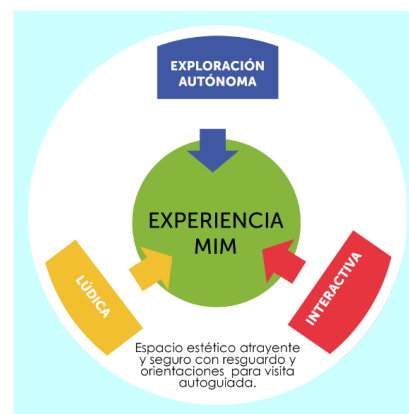 EXPLORACIÓN
AUTÓNOMA
EXPERIENCIA
MIM
LÚDICA
INTERACTIVA
Espacio estético atrayente
y seguro con resguardo y
orientaciones para visita
autoguiada.